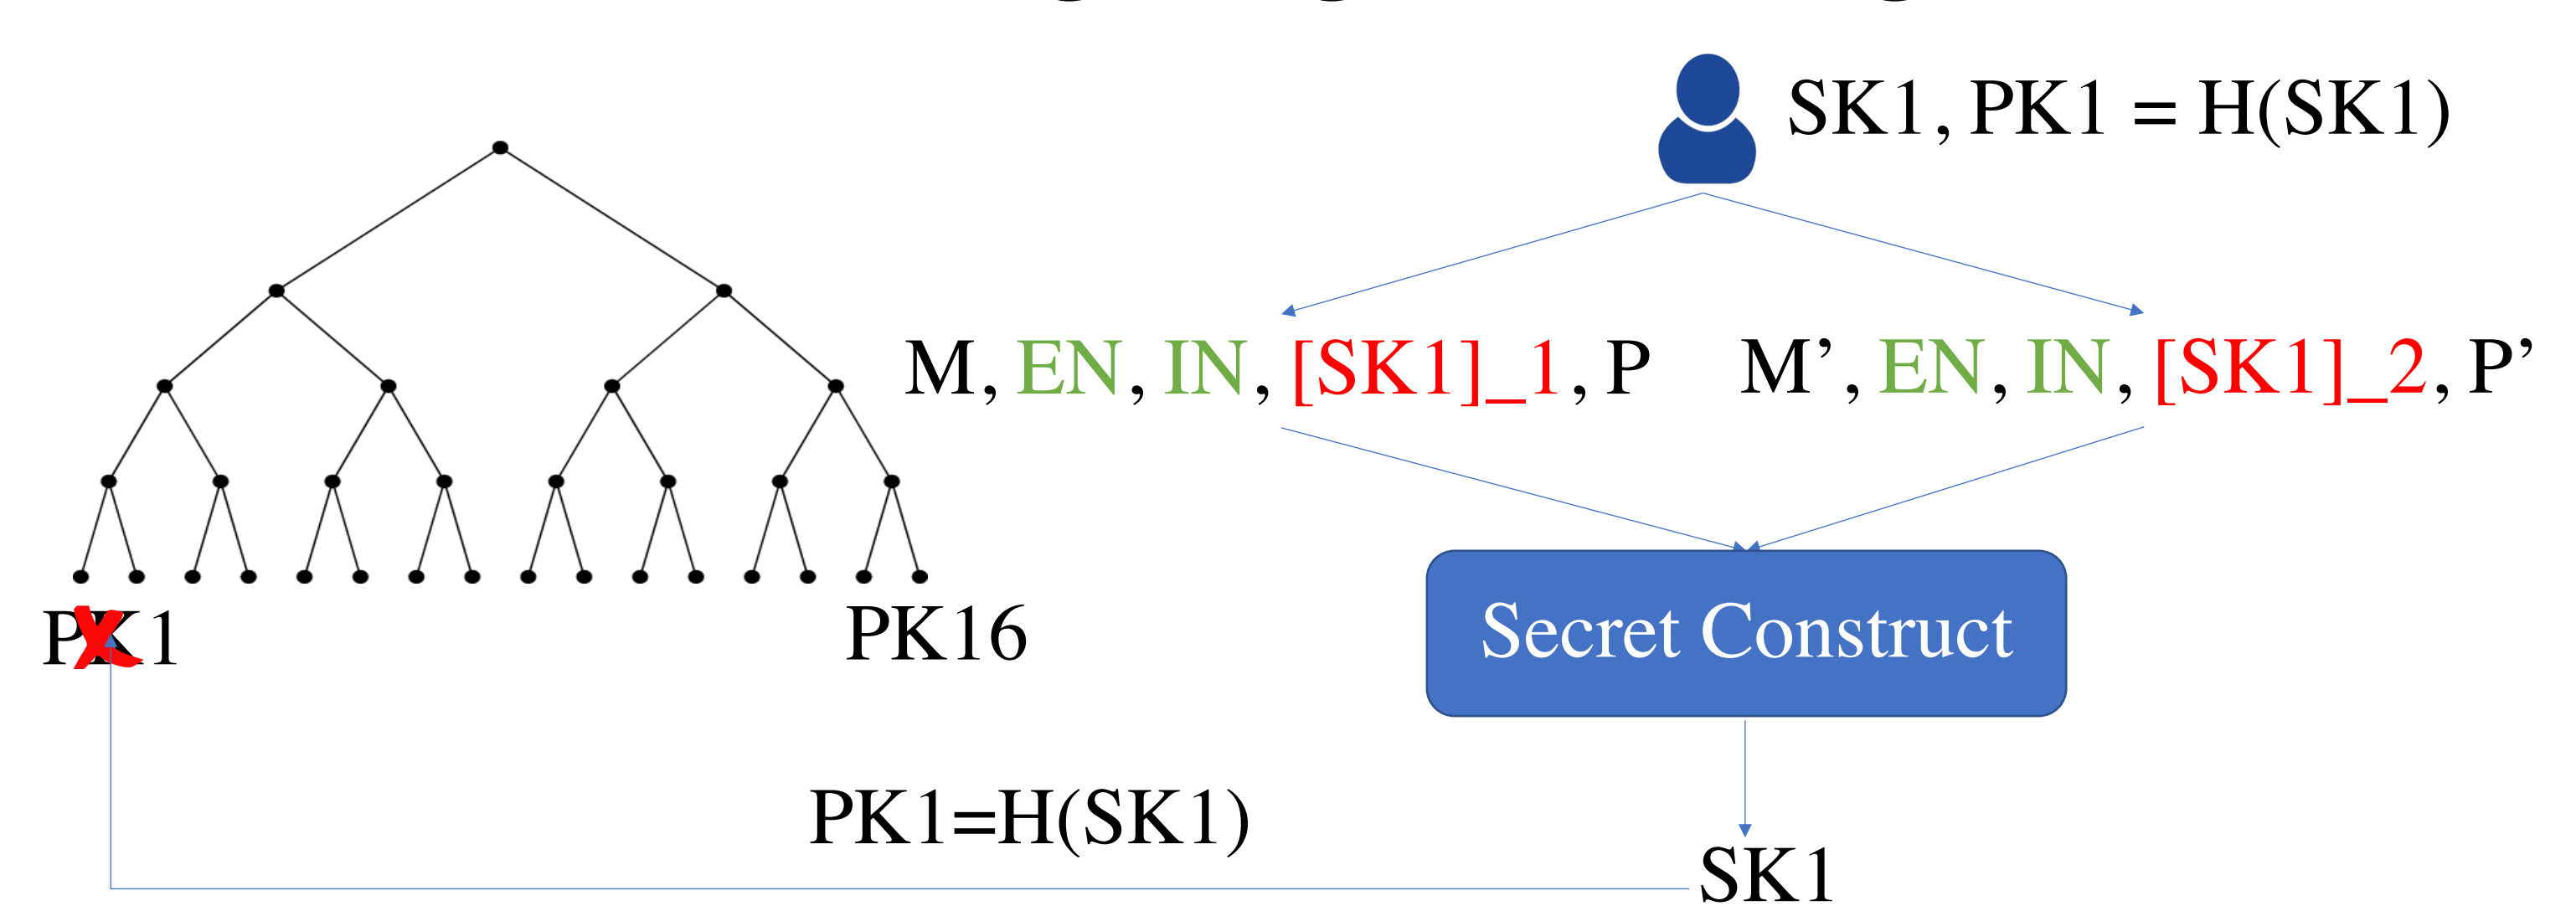 SK1, PK1 = H(SK1)
M, EN, IN, [SK1]_1, P
M’, EN, IN, [SK1]_2, P’
PK1
PK16
Secret Construct
PK1=H(SK1)
SK1